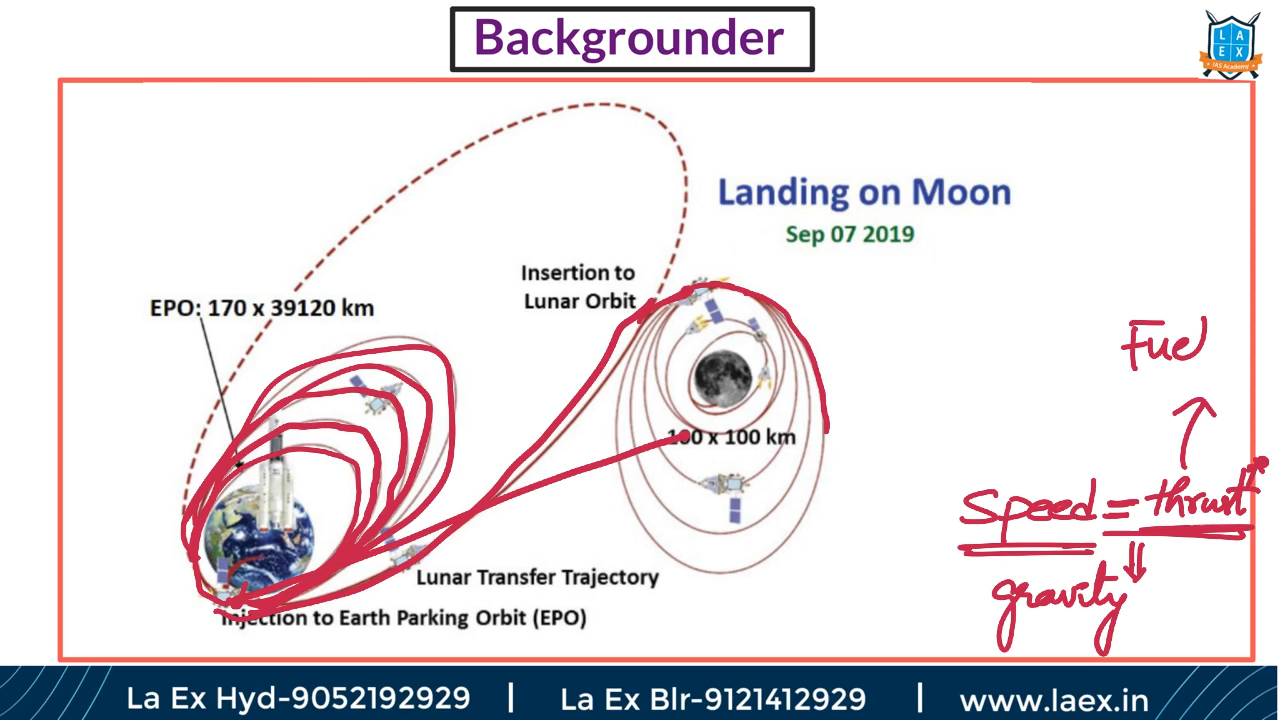 Backgrounder
L A
E X
IAS Academy
Landing on Moon
Sep 07 2019
Insertion to
Lunar Orbit
EPO: 170 x 39120 km
Fuel
100 x 100 km
Speed = thrust
gravity
Lunar Transfer Trajectory
Injection to Earth Parking Orbit (EPO)
La Ex Hyd-9052192929 | La Ex Blr-9121412929 | www.laex.in